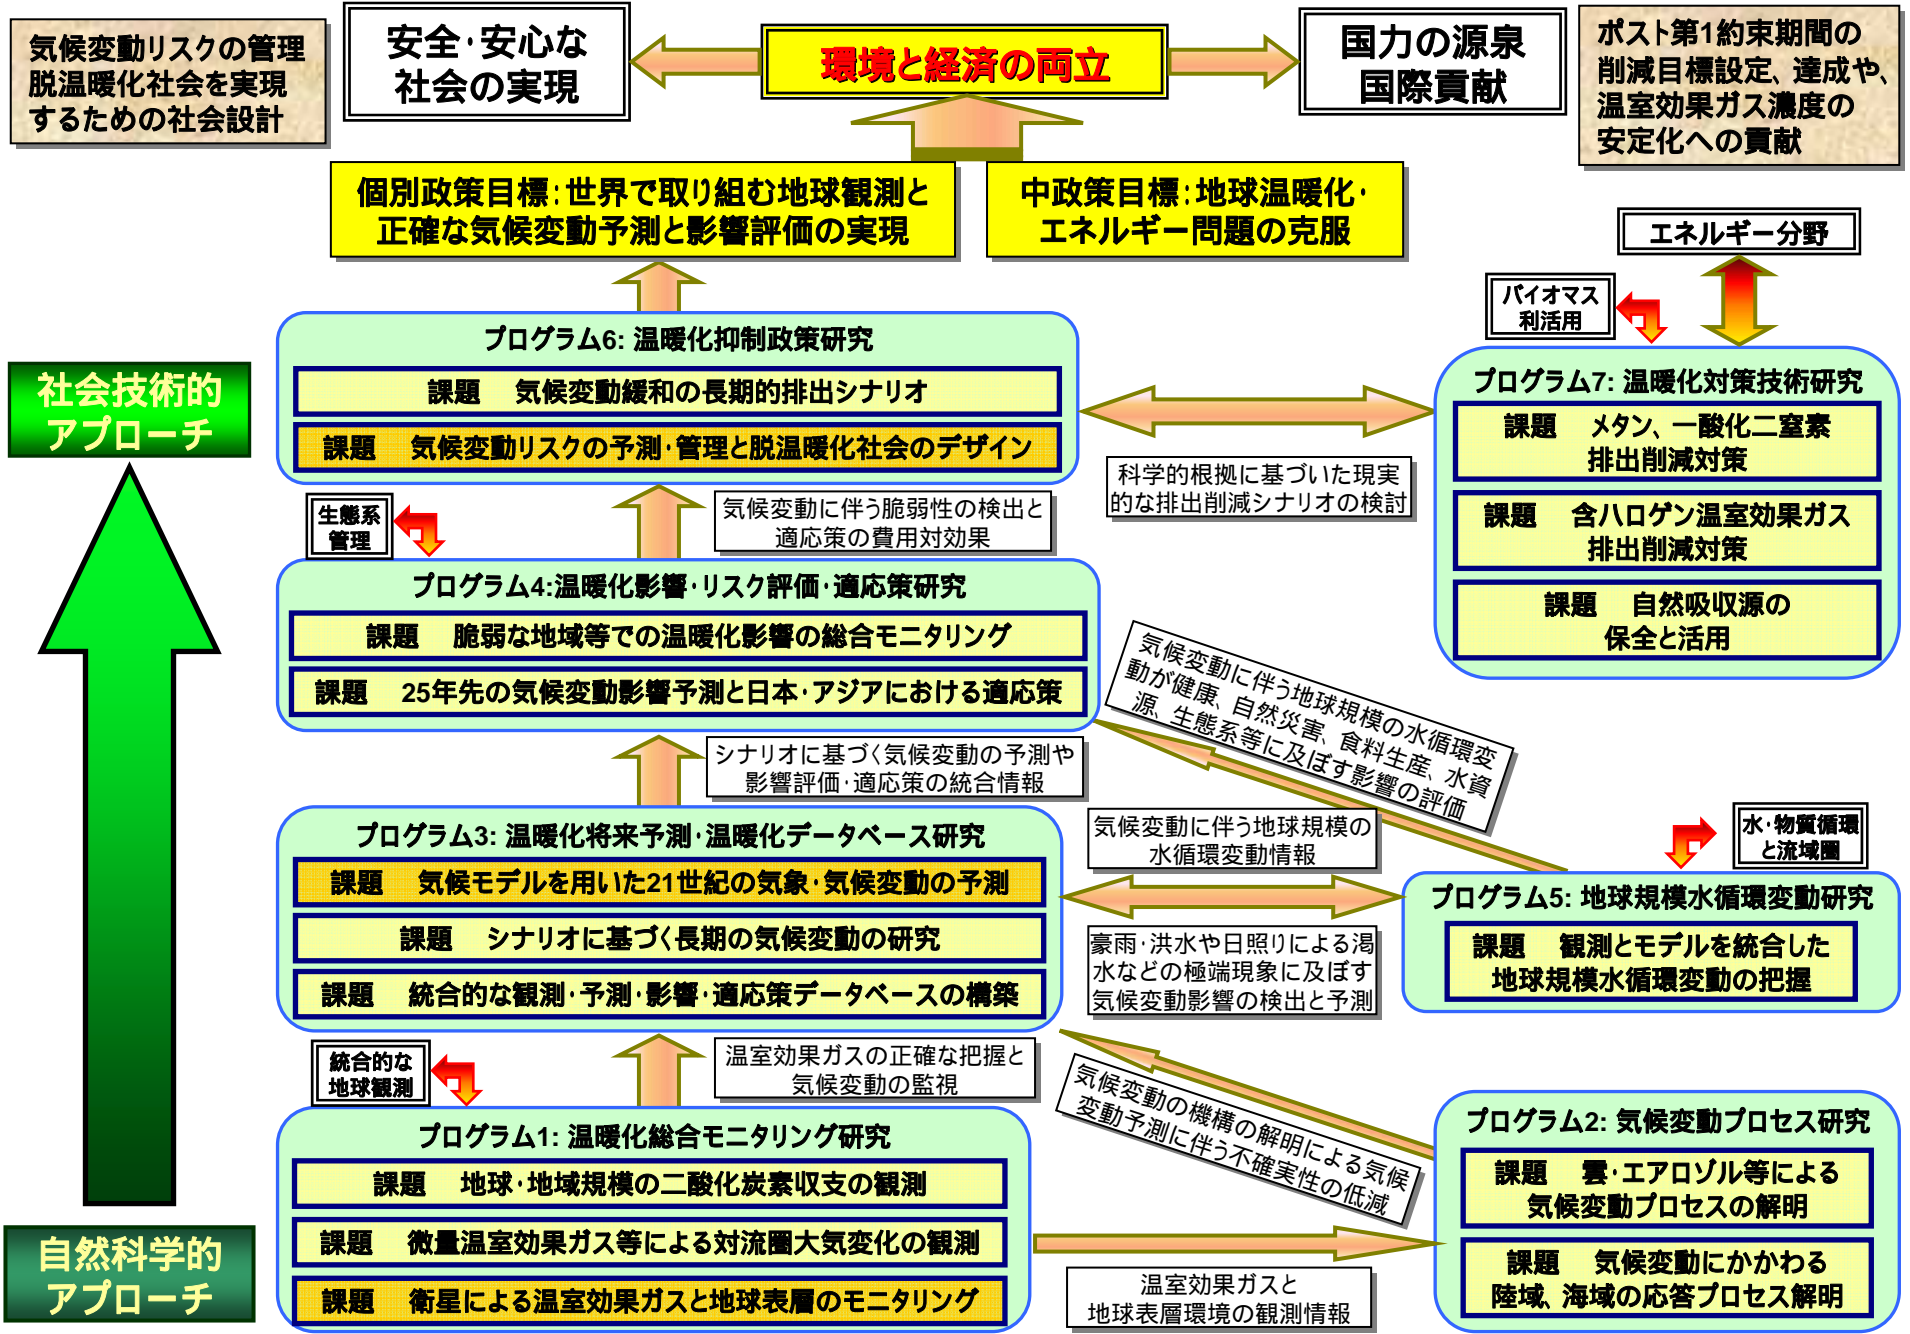 気候変動リスクの管理
脱温暖化社会を実現
するための社会設計
安全・安心な
社会の実現
環境と経済の両立
国力の源泉
国際貢献
ポスト第1約束期間の
削減目標設定、達成や、
温室効果ガス濃度の
安定化への貢献
個別政策目標:世界で取り組む地球観測と
正確な気候変動予測と影響評価の実現
中政策目標:地球温暖化・
エネルギー問題の克服
エネルギー分野
バイオマス
利活用
社会技術的
アプローチ
プログラム6: 温暖化抑制政策研究
課題 気候変動緩和の長期的排出シナリオ
課題 気候変動リスクの予測・管理と脱温暖化社会のデザイン
科学的根拠に基づいた現実
的な排出削減シナリオの検討
プログラム7: 温暖化対策技術研究
課題 メタン、一酸化二窒素
排出削減対策
課題 含ハロゲン温室効果ガス
排出削減対策
課題 自然吸収源の
保全と活用
生態系
管理
気候変動に伴う脆弱性の検出と
適応策の費用対効果
プログラム4:温暖化影響・リスク評価・適応策研究
課題 脆弱な地域等での温暖化影響の総合モニタリング
課題 25年先の気候変動影響予測と日本・アジアにおける適応策
気候変動に伴う地球規模の水循環変
動が健康、自然災害、食料生産、水資
源、生態系等に及ぼす影響の評価
シナリオに基づく気候変動の予測や
影響評価・適応策の統合情報
プログラム3: 温暖化将来予測・温暖化データベース研究
課題 気候モデルを用いた21世紀の気象・気候変動の予測
課題 シナリオに基づく長期の気候変動の研究
課題 統合的な観測・予測・影響・適応策データベースの構築
気候変動に伴う地球規模の
水循環変動情報
豪雨・洪水や日照りによる渇
水などの極端現象に及ぼす
気候変動影響の検出と予測
水・物質循環
と流域圏
プログラム5: 地球規模水循環変動研究
課題 観測とモデルを統合した
地球規模水循環変動の把握
統合的な
地球観測
温室効果ガスの正確な把握と
気候変動の監視
気候変動の機構の解明による気候
変動予測に伴う不確実性の低減
プログラム1: 温暖化総合モニタリング研究
課題 地球・地域規模の二酸化炭素収支の観測
課題 微量温室効果ガス等による対流圏大気変化の観測
課題 衛星による温室効果ガスと地球表層のモニタリング
温室効果ガスと
地球表層環境の観測情報
プログラム2: 気候変動プロセス研究
課題 雲・エアロゾル等による
気候変動プロセスの解明
課題 気候変動にかかわる
陸域、海域の応答プロセス解明
自然科学的
アプローチ